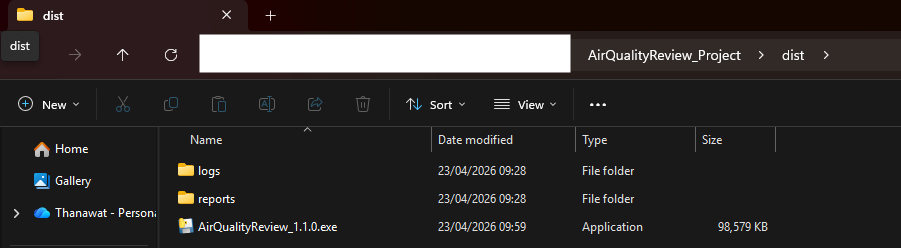 dist
dist
AirQualityReview_Project > dist >
New Sort View ...
Name Date modified Type Size
Home
Gallery
Thanawat - Persona
logs 23/04/2026 09:28 File folder
reports 23/04/2026 09:28 File folder
AirQualityReview_1.1.0.exe 23/04/2026 09:59 Application 98,579 KB